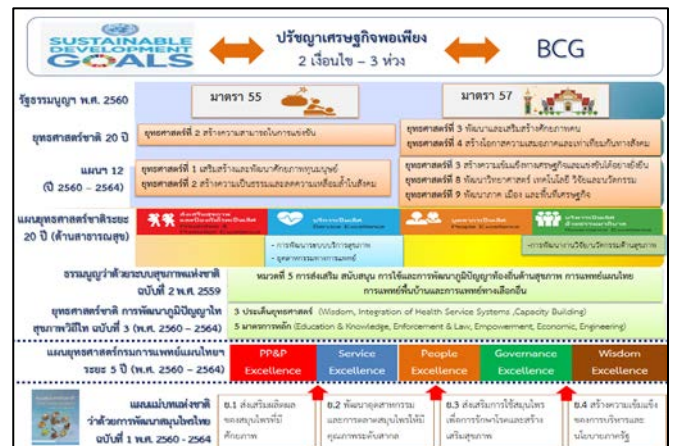 SUSTAINABLE
DEVELOPMENT
GOALS
ปรัชญาเศรษฐกิจพอเพียง
2 เงื่อนไข – 3 ห่วง
BCG
รัฐธรรมนูญฯ พ.ศ. 2560
มาตรา 55
มาตรา 57
ยุทธศาสตร์ชาติ 20 ปี
ยุทธศาสตร์ที่ 2 สร้างความสามารถในการแข่งขัน
ยุทธศาสตร์ที่ 3 พัฒนาและเสริมสร้างศักยภาพคน
ยุทธศาสตร์ที่ 4 สร้างโอกาสความเสมอภาคและเท่าเทียมกันทางสังคม
แผนฯ 12
(ปี 2560 – 2564)
ยุทธศาสตร์ที่ 1 เสริมสร้างและพัฒนาศักยภาพทุนมนุษย์
ยุทธศาสตร์ที่ 2 สร้างความเป็นธรรมและลดความเหลื่อมล้ำในสังคม
ยุทธศาสตร์ที่ 3 สร้างความเข้มแข็งทางเศรษฐกิจและแข่งขันได้อย่างยั่งยืน
ยุทธศาสตร์ที่ 8 พัฒนาวิทยาศาสตร์ เทคโนโลยี วิจัยและนวัตกรรม
ยุทธศาสตร์ที่ 9 พัฒนาภาค เมือง และพื้นที่เศรษฐกิจ
แผนยุทธศาสตร์ชาติระยะ
20 ปี (ด้านสาธารณสุข)
บริการเป็นเลิศ
Service Excellence
บุคลากรเป็นเลิศ
People Excellence
- การพัฒนาระบบบริการสุขภาพ
- อุตสาหกรรมทางการแพทย์
-การพัฒนางานวิจัย/นวัตกรรมด้านสุขภาพ
ธรรมนูญว่าด้วยระบบสุขภาพแห่งชาติ
ฉบับที่ 2 พ.ศ. 2559
หมวดที่ 5 การส่งเสริม สนับสนุน การใช้และการพัฒนาภูมิปัญญาท้องถิ่นด้านสุขภาพ การแพทย์แผนไทย
การแพทย์พื้นบ้านและการแพทย์ทางเลือกอื่น
ยุทธศาสตร์ชาติ การพัฒนาภูมิปัญญาไท
สุขภาพวิถีไท ฉบับที่ 3 (พ.ศ. 2560 – 2564)
3 ประเด็นยุทธศาสตร์ (Wisdom, Integration of Health Service Systems ,Capacity Building)
5 มาตรการหลัก (Education & Knowledge, Enforcement & Law, Empowerment, Economic, Engineering)
แผนยุทธศาสตร์กรมการแพทย์แผนไทยฯ
ระยะ 5 ปี (พ.ศ. 2560 – 2564)
PP&P
Excellence
Service
Excellence
People
Excellence
Governance
Excellence
Wisdom
Excellence
แผนแม่บทแห่งชาติ
ว่าด้วยการพัฒนาสมุนไพรไทย
ฉบับที่ 1 พ.ศ. 2560 - 2564
ย.1 ส่งเสริมผลิตผล
ของสมุนไพรที่มี
ศักยภาพ
ย.2 พัฒนาอุตสาหกรรม
และการตลาดสมุนไพรให้มี
คุณภาพระดับสากล
ย.3 ส่งเสริมการใช้สมุนไพร
เพื่อการรักษาโรคและสร้าง
เสริมสุขภาพ
ย.4 สร้างความเข้มแข็ง
ของการบริหารและ
นโยบายภาครัฐ